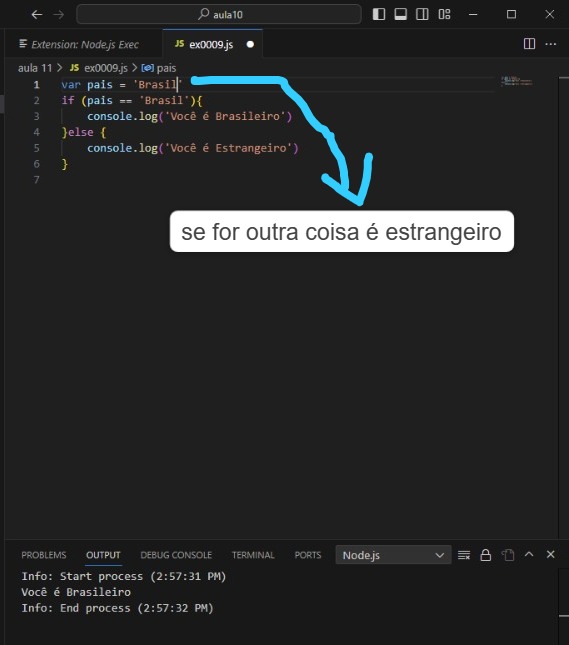 aula10
Extension: Node.js Exec
JS ex0009.js
aula 11 > JS ex0009.js > pais
1 var pais = 'Brasil'
2 if (pais == 'Brasil'){
3 console.log('Você é Brasileiro')
4 }else {
5 console.log('Você é Estrangeiro')
6 }
7
se for outra coisa é estrangeiro
PROBLEMS OUTPUT DEBUG CONSOLE TERMINAL PORTS Node.js
Info: Start process (2:57:31 PM)
Você é Brasileiro
Info: End process (2:57:32 PM)